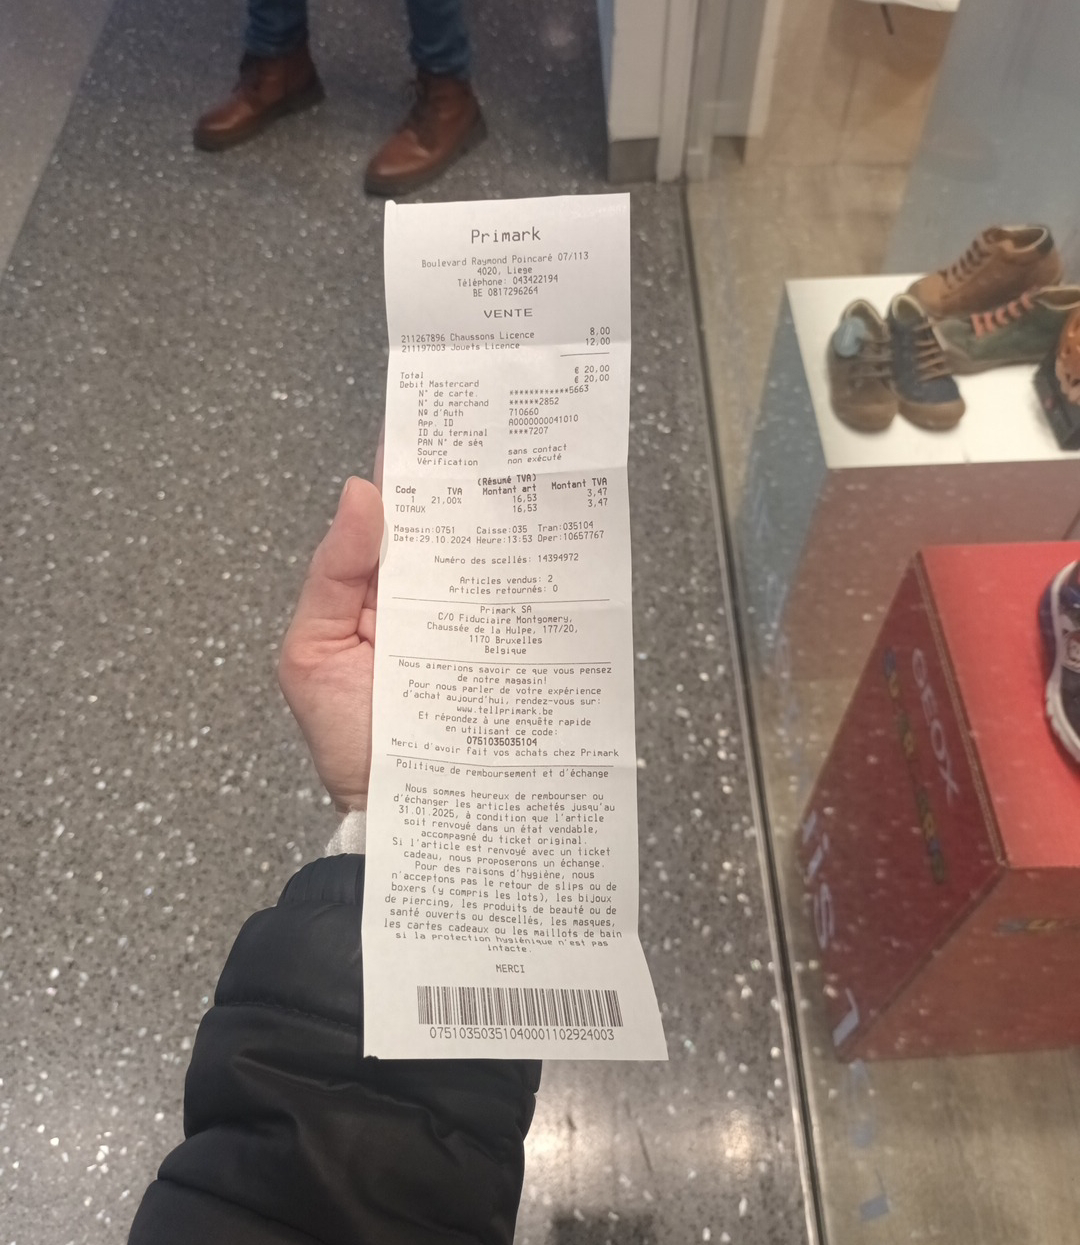 Primark
Boulevard Raymond Poincaré 07/113
4020, Liege
Téléphone: 043422194
BE 0817296264
VENTE
211267896 Chaussons Licence 8,00
211197003 Jouets Licence 12,00
Total € 20,00
Debit Mastercard € 20,00
N° de carte. ************5663
N° du marchand ******2852
Nº d'Auth 710660
App. ID A0000000041010
ID du terminal ****7207
PAN N° de séq
Source sans contact
Vérification non exécuté
(Résumé TVA)
Code TVA Montant art Montant TVA
1 21,00% 16,53 3,47
TOTAUX 16,53 3,47
Magasin:0751 Caisse:035 Tran:035104
Date:29.10.2024 Heure:13:53 Oper:10657767
Numéro des scellés: 14394972
Articles vendus: 2
Articles retournés: 0
Primark SA
C/O Fiduciaire Montgomery,
Chaussée de la Hulpe, 177/20,
1170 Bruxelles
Belgique
Nous aimerions savoir ce que vous pensez
de notre magasin!
Pour nous parler de votre expérience
d'achat aujourd'hui, rendez-vous sur:
www.tellprimark.be
Et répondez à une enquête rapide
en utilisant ce code:
0751035035104
Merci d'avoir fait vos achats chez Primark
Politique de remboursement et d'échange
Nous sommes heureux de rembourser ou
d'échanger les articles achetés jusqu'au
31.01.2025, à condition que l'article
soit renvoyé dans un état vendable,
accompagné du ticket original.
Si l'article est renvoyé avec un ticket
cadeau, nous proposerons un échange.
Pour des raisons d'hygiène, nous
n'acceptons pas le retour de slips ou de
boxers (y compris les lots), les bijoux
de piercing, les produits de beauté ou de
santé ouverts ou descellés, les masques,
les cartes cadeaux ou les maillots de bain
si la protection hygiénique n'est pas
intacte.
MERCI
07510350351040001102924003